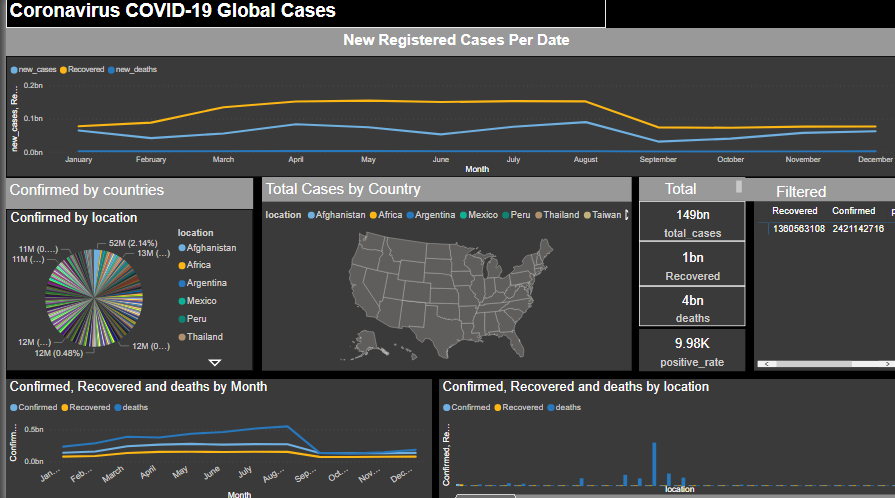 Coronavirus COVID-19 Global Cases
New Registered Cases Per Date
new_cases Recovered new_deaths
0.2bn
0.1bn
0.0bn
new_cases, Re...
January February March April May June July August September October November December
Month
Confirmed by countries
Confirmed by location
11M (0....)
11M (...)
52M (2.14%)
13M (...)
12M (...)
12M (0.48%)
12M (0...)
location
Afghanistan
Africa
Argentina
Mexico
Peru
Thailand
Total Cases by Country
location Afghanistan Africa Argentina Mexico Peru Thailand Taiwan
Total
149bn
total_cases
1bn
Recovered
4bn
deaths
9.98K
positive_rate
Filtered
Recovered Confirmed p
1360563108 2421142716
Confirmed, Recovered and deaths by Month
Confirmed Recovered deaths
0.5bn
0.0bn
Confirm...
Jan... Feb... March April May June July Aug... Sep... Oct... Nov... Dec...
Month
Confirmed, Recovered and deaths by location
Confirmed Recovered deaths
Confirmed, Re...
location